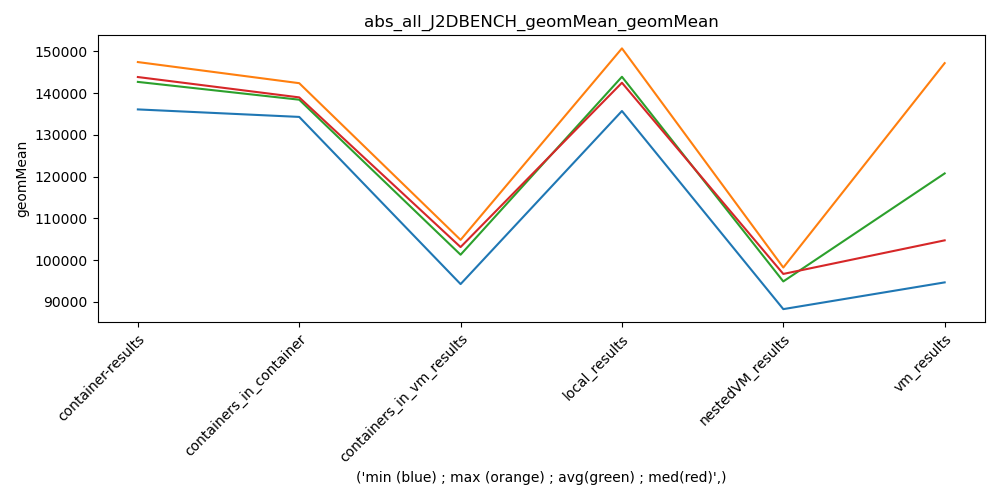 abs_all_J2DBENCH_geomMean_geomMean
150000
140000
130000
120000
110000
100000
90000
geomMean
container-results
containers_in_container
containers_in_vm_results
local_results
nestedVM_results
vm_results
('min (blue) ; max (orange) ; avg(green) ; med(red)',)